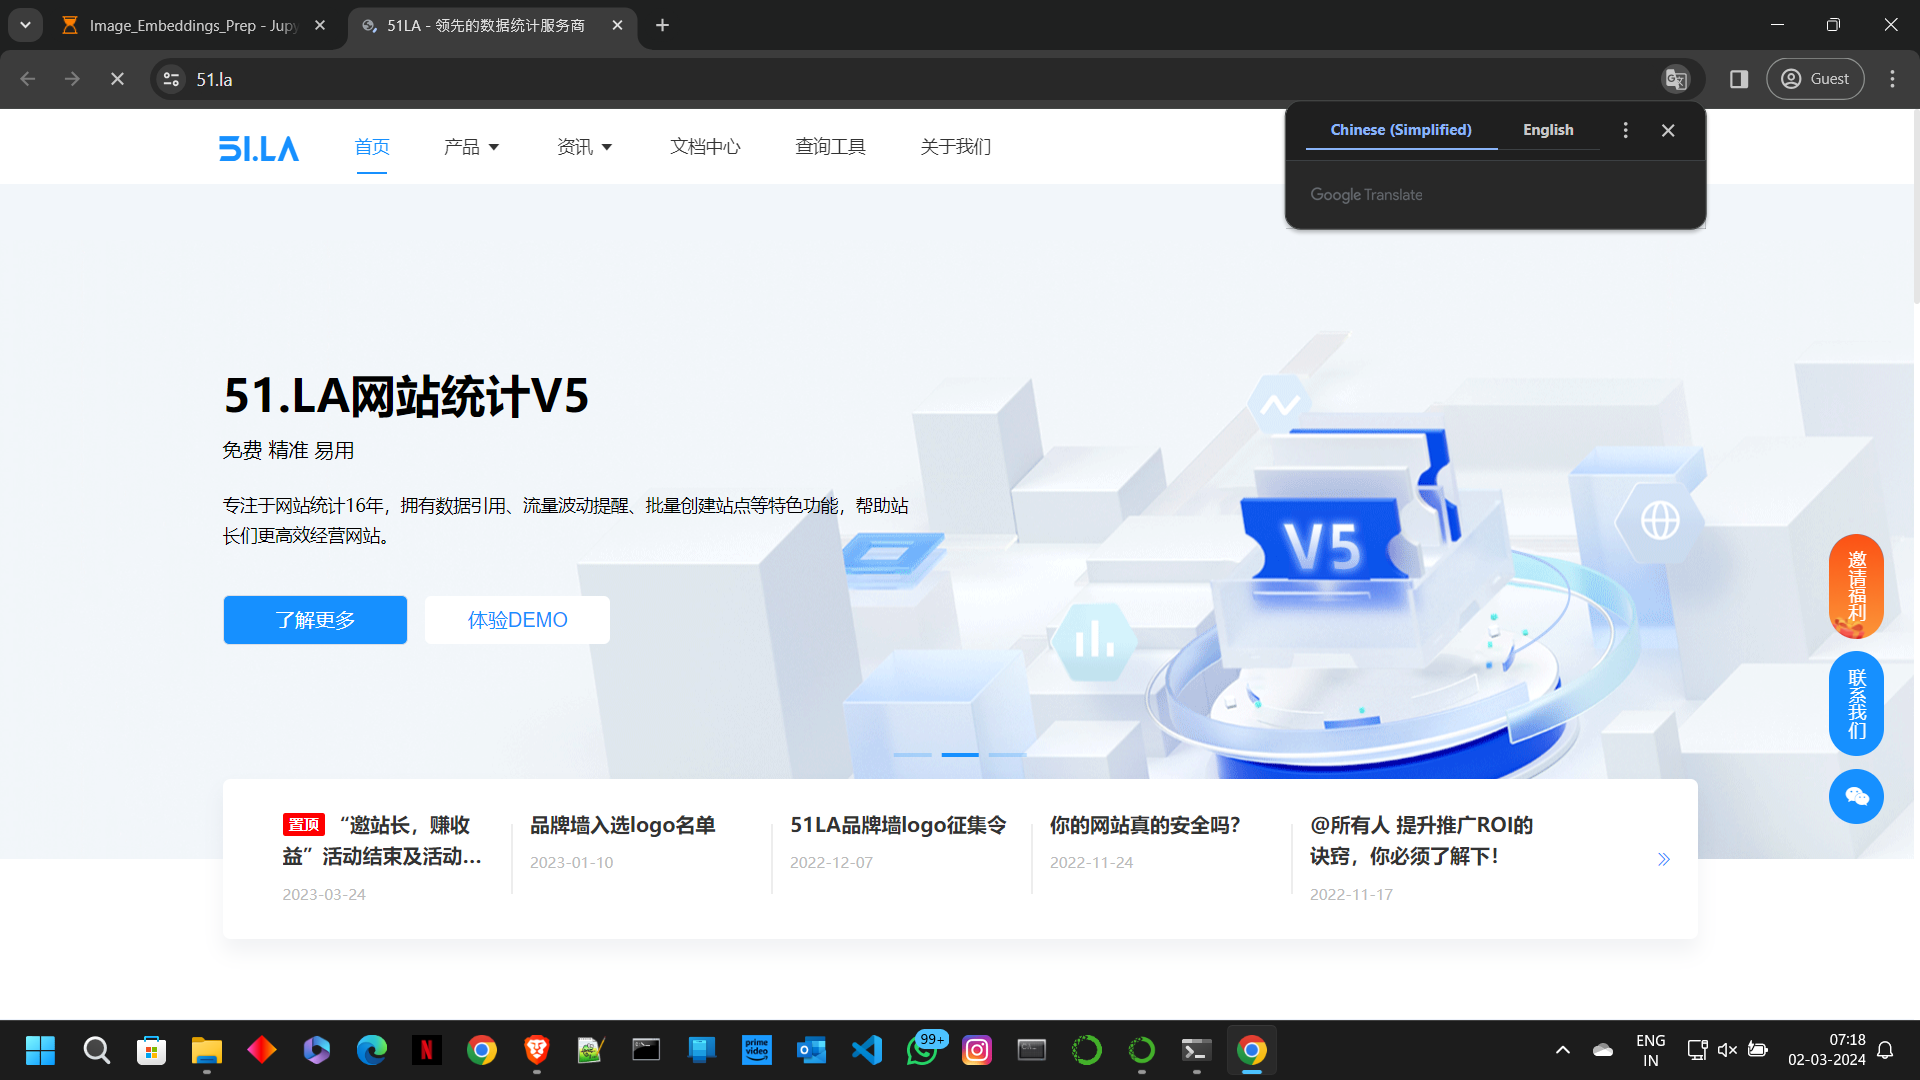 Image_Embeddings_Prep - Jupy
51LA - 领先的数据统计服务商
51.la
Guest
Chinese (Simplified)
English
Google Translate
51.LA
首页
产品
资讯
文档中心
查询工具
关于我们
51.LA网站统计V5
免费 精准 易用
专注于网站统计16年，拥有数据引用、流量波动提醒、批量创建站点等特色功能，帮助站
长们更高效经营网站。
了解更多
体验DEMO
V5
邀请福利
联系我们
置顶 “邀站长，赚收
益”活动结束及活动...
2023-03-24
品牌墙入选logo名单
2023-01-10
51LA品牌墙logo征集令
2022-12-07
你的网站真的安全吗？
2022-11-24
@所有人 提升推广ROI的
诀窍，你必须了解下！
2022-11-17
N
prime
video
99+
ENG
IN
07:18
02-03-2024